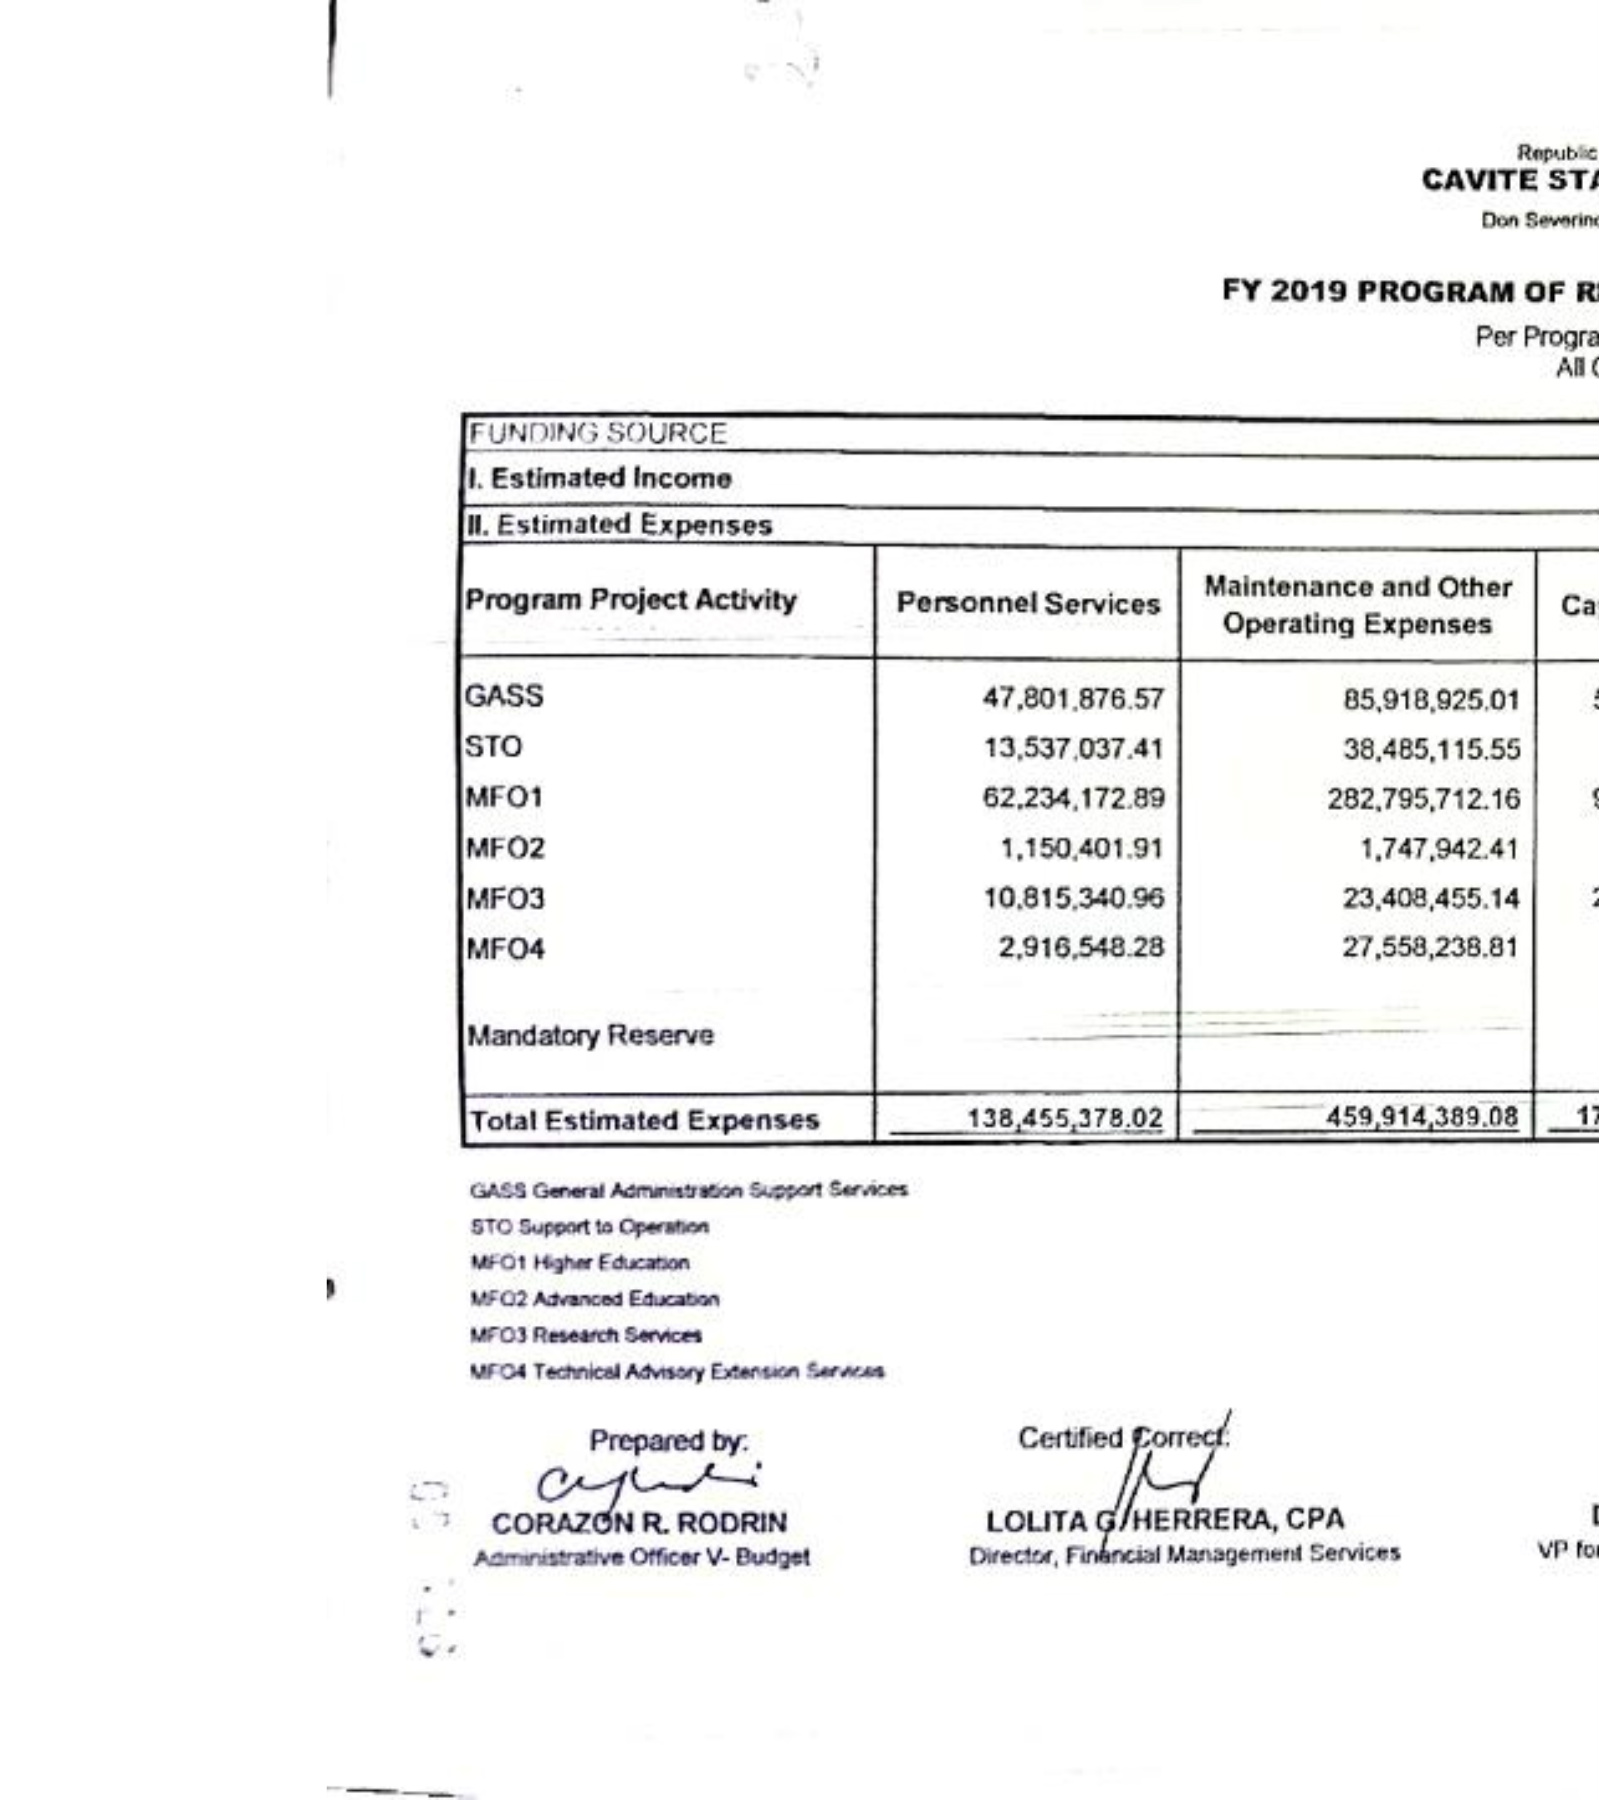 Republic
CAVITE STA
Don Severino
FY 2019 PROGRAM OF R
Per Progra
All
FUNDING SOURCE
I. Estimated Income
II. Estimated Expenses
Program Project Activity Personnel Services Maintenance and Other Operating Expenses Ca
GASS 47,801,876.57 85,918,925.01 5
STO 13,537,037.41 38,485,115.55
MFO1 62,234,172.89 282,795,712.16 9
MFO2 1,150,401.91 1,747,942.41
MFO3 10,815,340.96 23,408,455.14 2
MFO4 2,916,548.28 27,558,238.81
Mandatory Reserve
Total Estimated Expenses 138,455,378.02 459,914,389.08 17
GASS General Administration Support Services
STO Support to Operation
MFO1 Higher Education
MFO2 Advanced Education
MFO3 Research Services
MFO4 Technical Advisory Extension Services
Prepared by: Certified Correct:
CORAZON R. RODRIN LOLITA G. HERRERA, CPA
Administrative Officer V- Budget Director, Financial Management Services VP for